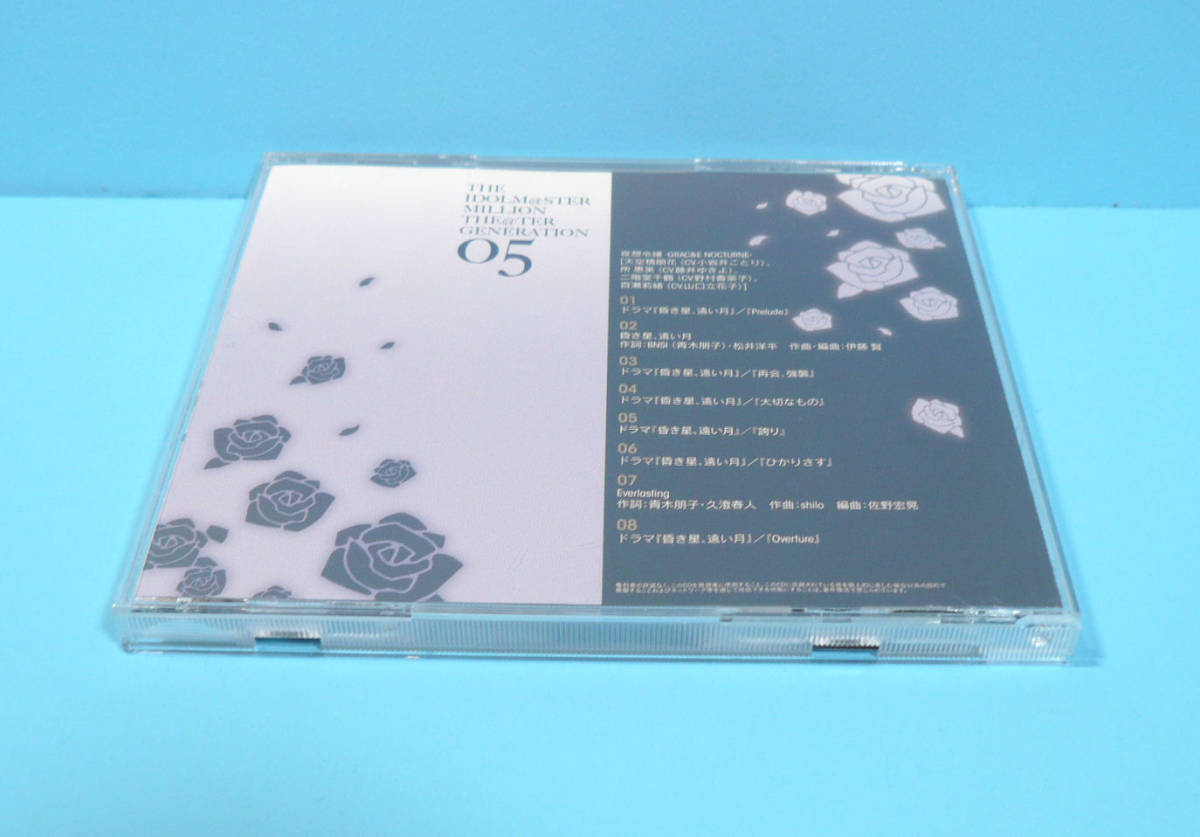 THE
IDOLM@STER
MILLION
THE@TER
GENERATION
05
夜想令嬢 -GRAC&E NOCTURNE-
[天空橋朋花(CV.小岩井ことり)、
所 恵美(CV.藤井ゆきよ)、
二階堂千鶴(CV.野村香菜子)、
百瀬莉緒(CV.山口立花子)]
01
ドラマ『昏き星、遠い月』／『Prelude』
02
昏き星、遠い月
作詞：BNSI（青木朋子）・松井洋平 作曲・編曲：伊藤 賢
03
ドラマ『昏き星、遠い月』／『再会、強襲』
04
ドラマ『昏き星、遠い月』／『大切なもの』
05
ドラマ『昏き星、遠い月』／『誇り』
06
ドラマ『昏き星、遠い月』／『ひかりさす』
07
Everlasting
作詞：青木朋子・久澄春人 作曲：shilo 編曲：佐野宏晃
08
ドラマ『昏き星、遠い月』／『Overture』